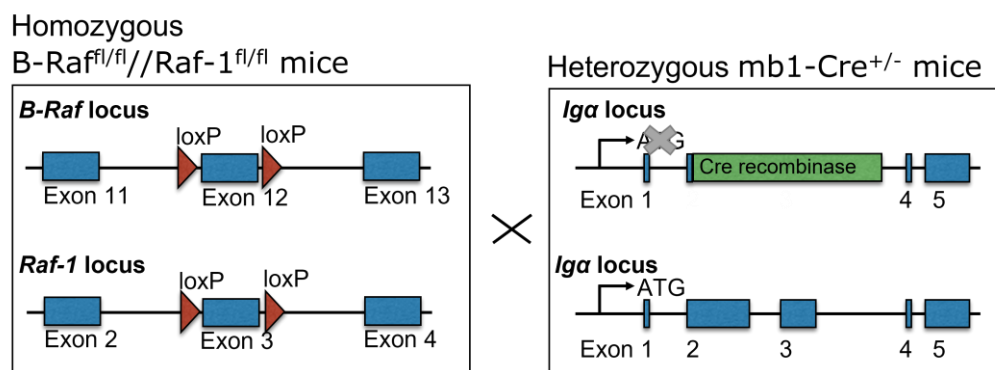 Homozygous
B-Raffl/fl//Raf-1fl/fl mice
B-Raf locus
loxP loxP
Exon 11 Exon 12 Exon 13
Raf-1 locus
loxP loxP
Exon 2 Exon 3 Exon 4
Heterozygous mb1-Cre+/- mice
Igα locus
ATG
Cre recombinase
Exon 1 4 5
Igα locus
ATG
Exon 1 2 3 4 5